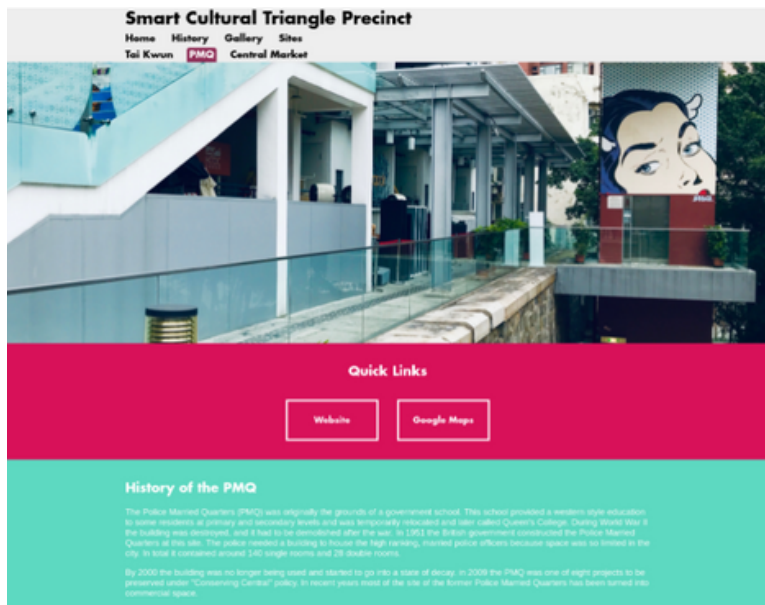 Smart Cultural Triangle Precinct
Home History Gallery Sites
Tai Kwun PMQ Central Market
PMQ
Quick Links
Website Google Maps
History of the PMQ
The Police Married Quarters (PMQ) was originally the grounds of a government school. This school provided a western style education
to some residents at primary and secondary levels and was temporarily relocated and later called Queen's College. During World War II
the building was destroyed, and it had to be demolished after the war. In 1951 the British government constructed the Police Married
Quarters at this site. The police needed a building to house the high ranking, married police officers because space was so limited in the
city. In total it contained around 140 single rooms and 28 double rooms.
By 2000 the building was no longer being used and started to go into a state of decay. in 2009 the PMQ was one of eight projects to be
preserved under "Conserving Central" policy. In recent years most of the site of the former Police Married Quarters has been turned into
commercial space.